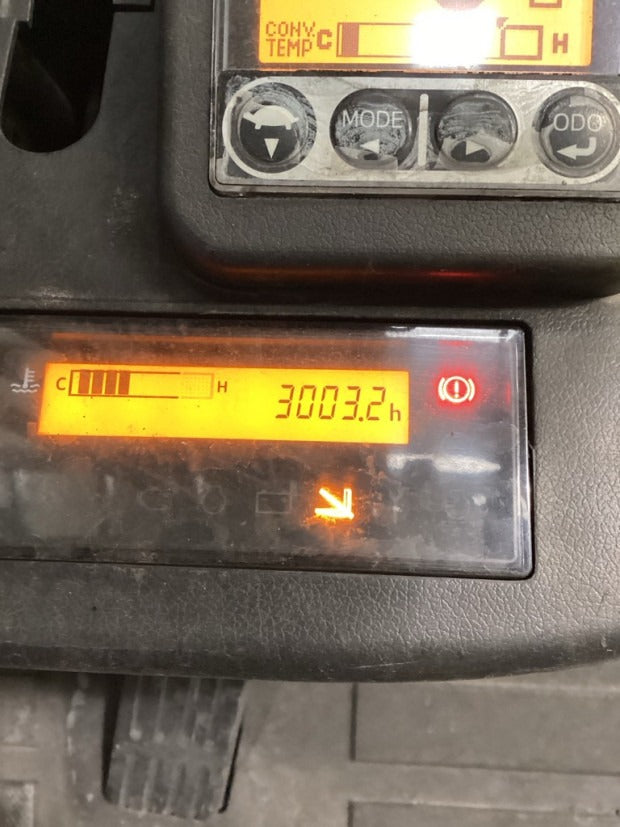 CONV.
TEMP C H
MODE
ODO
C H
3003.2h